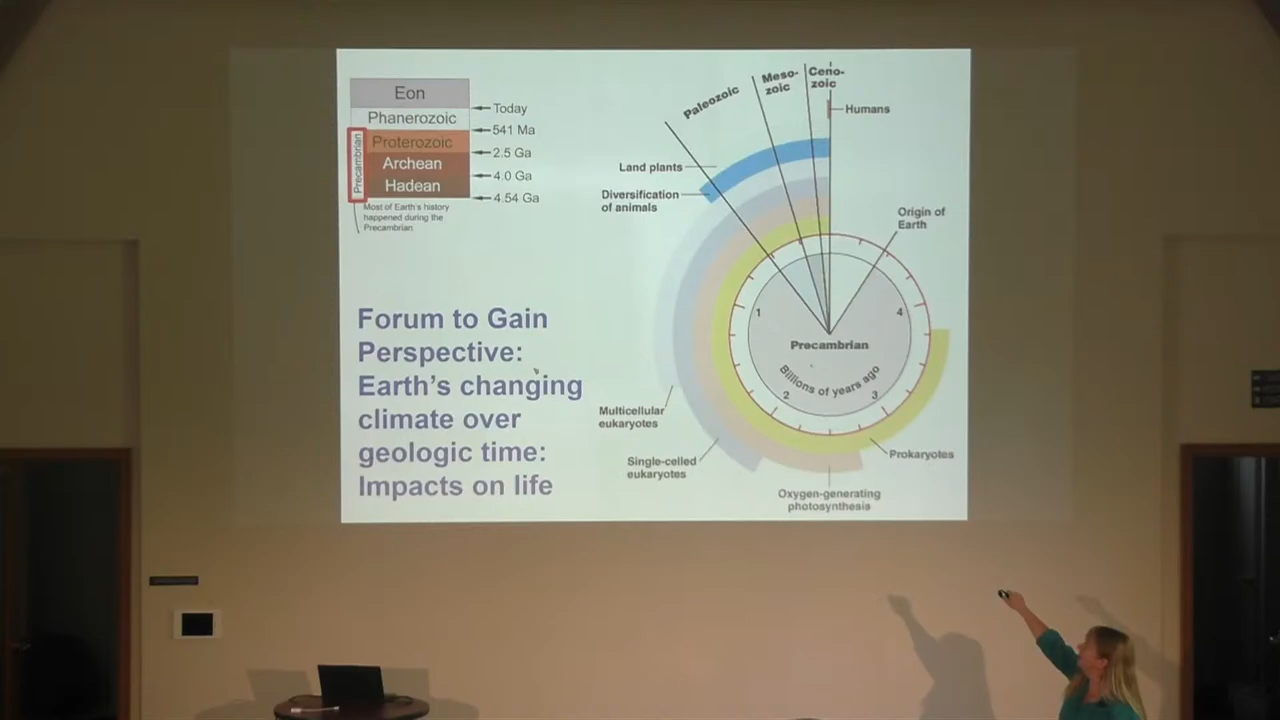 Eon
Phanerozoic
Proterozoic
Archean
Hadean
Precambrian
Today
541 Ma
2.5 Ga
4.0 Ga
4.54 Ga
Most of Earth's history
happened during the
Precambrian
Forum to Gain
Perspective:
Earth's changing
climate over
geologic time:
Impacts on life
Paleozoic
Meso-
zoic
Ceno-
zoic
Humans
Land plants
Diversification
of animals
Origin of
Earth
1
4
Precambrian
Billions of years ago
2
3
Multicellular
eukaryotes
Single-celled
eukaryotes
Prokaryotes
Oxygen-generating
photosynthesis